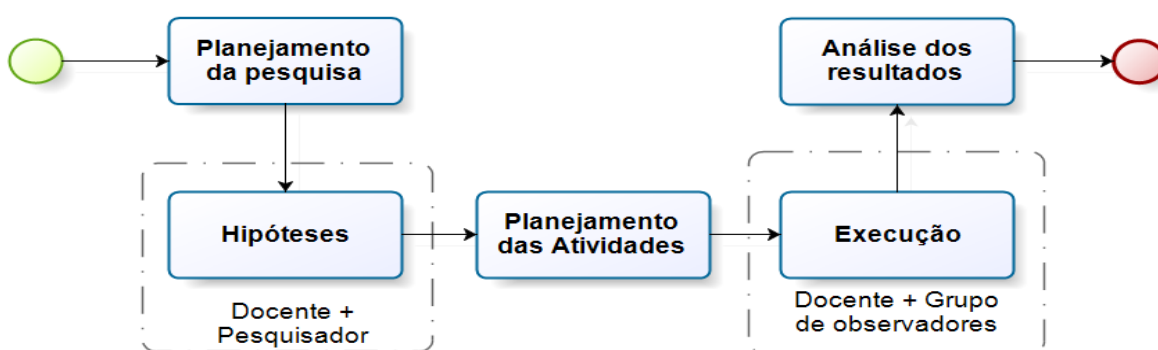 Planejamento
da pesquisa
Hipóteses
Docente +
Pesquisador
Planejamento
das Atividades
Execução
Docente + Grupo
de observadores
Análise dos
resultados